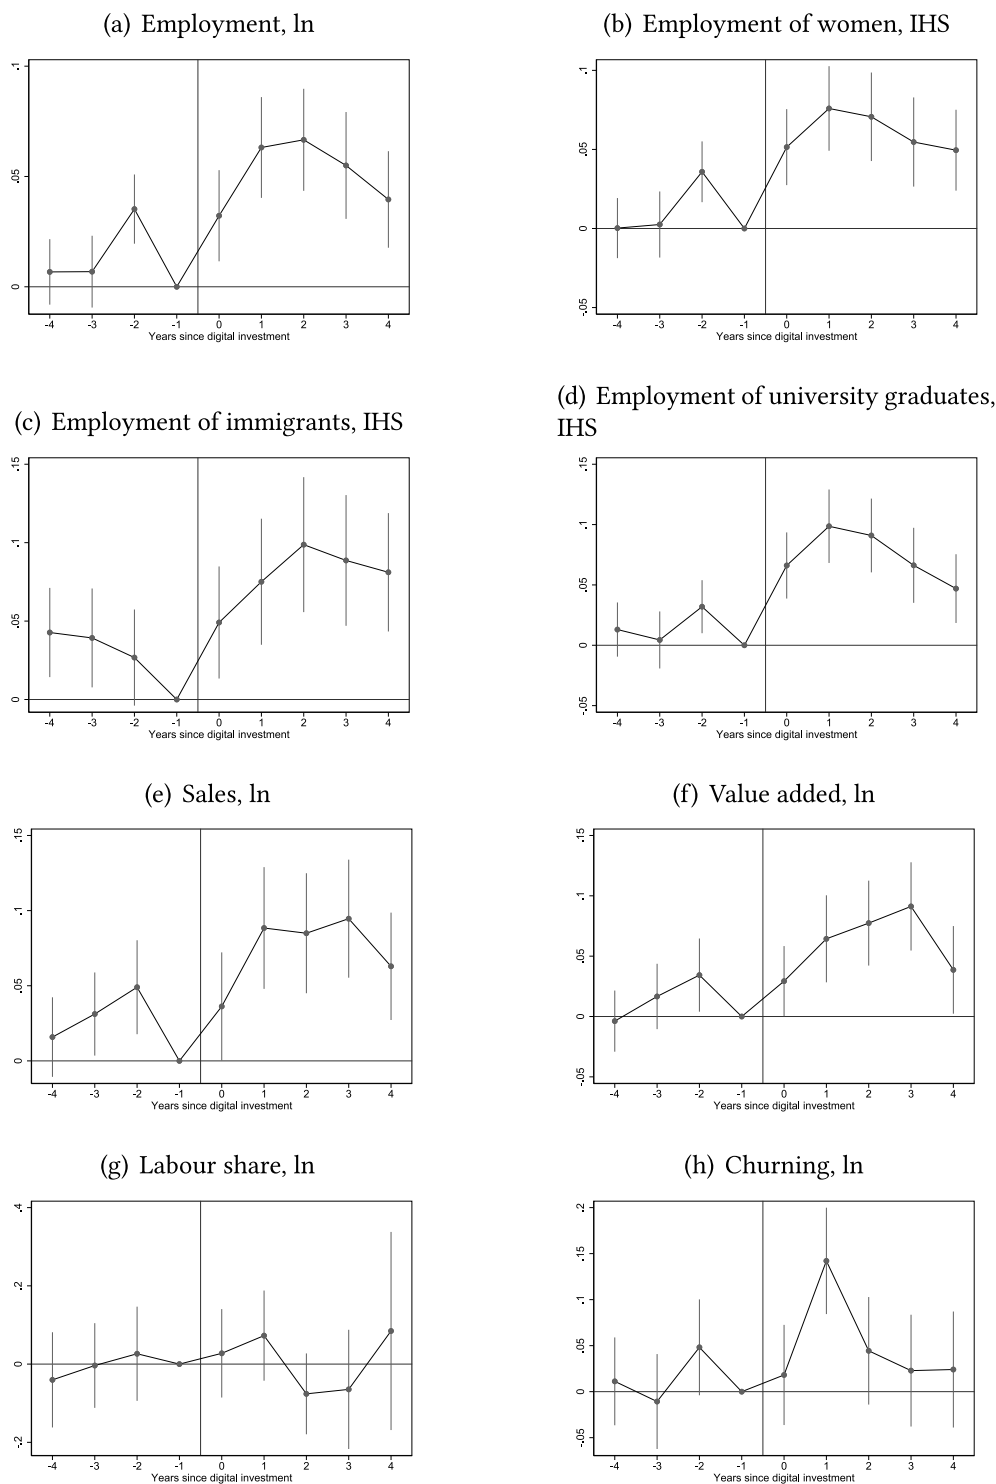 (a) Employment, ln
(b) Employment of women, IHS
.1
.05
0
-4 -3 -2 -1 0 1 2 3 4
Years since digital investment
.1
.05
0
-.05
-4 -3 -2 -1 0 1 2 3 4
Years since digital investment
(c) Employment of immigrants, IHS
(d) Employment of university graduates,
IHS
.15
.1
.05
0
-4 -3 -2 -1 0 1 2 3 4
Years since digital investment
.15
.1
.05
0
-.05
-4 -3 -2 -1 0 1 2 3 4
Years since digital investment
(e) Sales, ln
(f) Value added, ln
.15
.1
.05
0
-4 -3 -2 -1 0 1 2 3 4
Years since digital investment
.15
.1
.05
0
-.05
-4 -3 -2 -1 0 1 2 3 4
Years since digital investment
(g) Labour share, ln
(h) Churning, ln
.4
.2
0
-.2
-4 -3 -2 -1 0 1 2 3 4
Years since digital investment
.2
.15
.1
.05
0
-.05
-4 -3 -2 -1 0 1 2 3 4
Years since digital investment